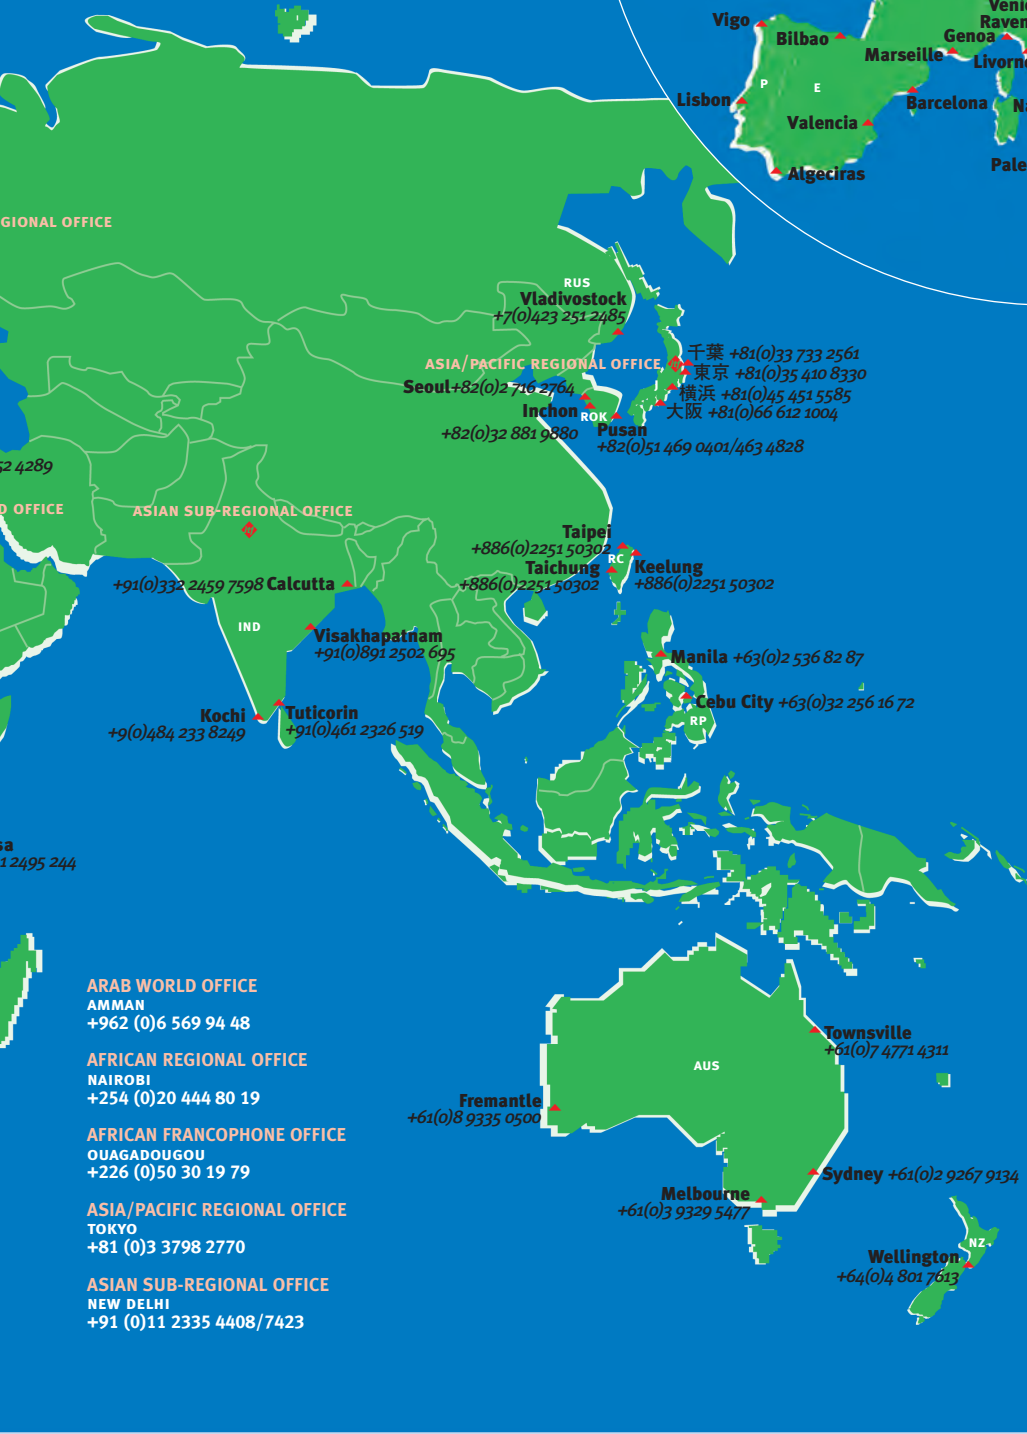 Veni
Raven
Vigo
Bilbao
Genoa
Marseille
Livorn
P
E
Lisbon
Barcelona
Na
Valencia
Pale
Algeciras
GIONAL OFFICE
RUS
Vladivostock
+7(0)423 251 2485
ASIA/PACIFIC REGIONAL OFFICE
千葉 +81(0)33 733 2561
東京 +81(0)35 410 8330
横浜 +81(0)45 451 5585
大阪 +81(0)66 612 1004
Seoul+82(0)2 716 2764
Inchon
+82(0)32 881 9880
ROK
Pusan
+82(0)51 469 0401/463 4828
52 4289
D OFFICE
ASIAN SUB-REGIONAL OFFICE
Taipei
+886(0)2251 50302
RC
Taichung
+886(0)2251 50302
Keelung
+886(0)2251 50302
+91(0)332 2459 7598 Calcutta
IND
Visakhapatnam
+91(0)891 2502 695
Manila +63(0)2 536 82 87
Cebu City +63(0)32 256 16 72
RP
Kochi
+9(0)484 233 8249
Tuticorin
+91(0)461 2326 519
sa
1 2495 244
ARAB WORLD OFFICE
AMMAN
+962 (0)6 569 94 48
AFRICAN REGIONAL OFFICE
NAIROBI
+254 (0)20 444 80 19
AFRICAN FRANCOPHONE OFFICE
OUAGADOUGOU
+226 (0)50 30 19 79
ASIA/PACIFIC REGIONAL OFFICE
TOKYO
+81 (0)3 3798 2770
ASIAN SUB-REGIONAL OFFICE
NEW DELHI
+91 (0)11 2335 4408/7423
Townsville
+61(0)7 4771 4311
AUS
Fremantle
+61(0)8 9335 0500
Sydney +61(0)2 9267 9134
Melbourne
+61(0)3 9329 5477
NZ
Wellington
+64(0)4 801 7613